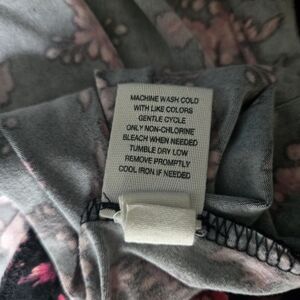 MACHINE WASH COLD
WITH LIKE COLORS
GENTLE CYCLE
ONLY NON-CHLORINE
BLEACH WHEN NEEDED
TUMBLE DRY LOW
REMOVE PROMPTLY
COOL IRON IF NEEDED